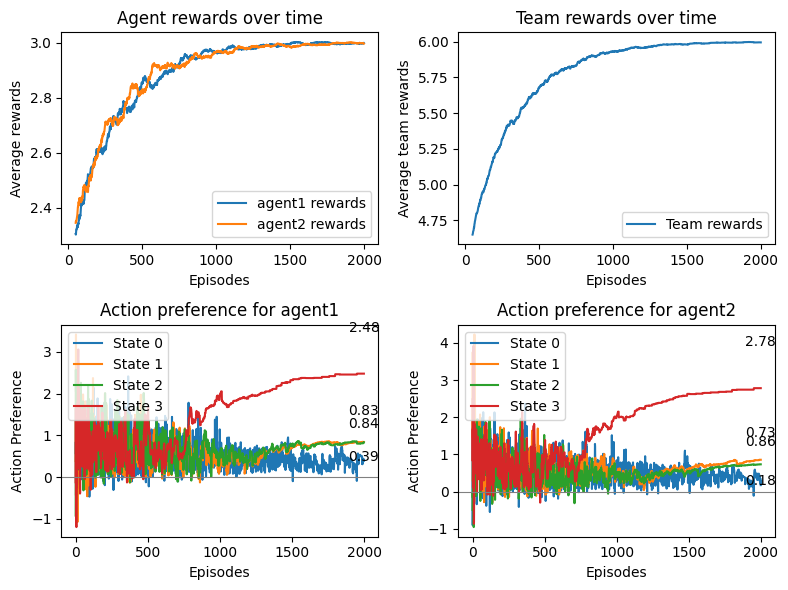 Agent rewards over time
Average rewards
3.0
2.8
2.6
2.4
agent1 rewards
agent2 rewards
0
500
1000
1500
2000
Episodes
Team rewards over time
Average team rewards
6.00
5.75
5.50
5.25
5.00
4.75
Team rewards
0
500
1000
1500
2000
Episodes
Action preference for agent1
Action Preference
3
2
1
0
−1
State 0
State 1
State 2
State 3
2.48
0.83
0.84
0.39
0
500
1000
1500
2000
Episodes
Action preference for agent2
Action Preference
4
3
2
1
0
−1
State 0
State 1
State 2
State 3
2.78
0.73
0.86
0.18
0
500
1000
1500
2000
Episodes